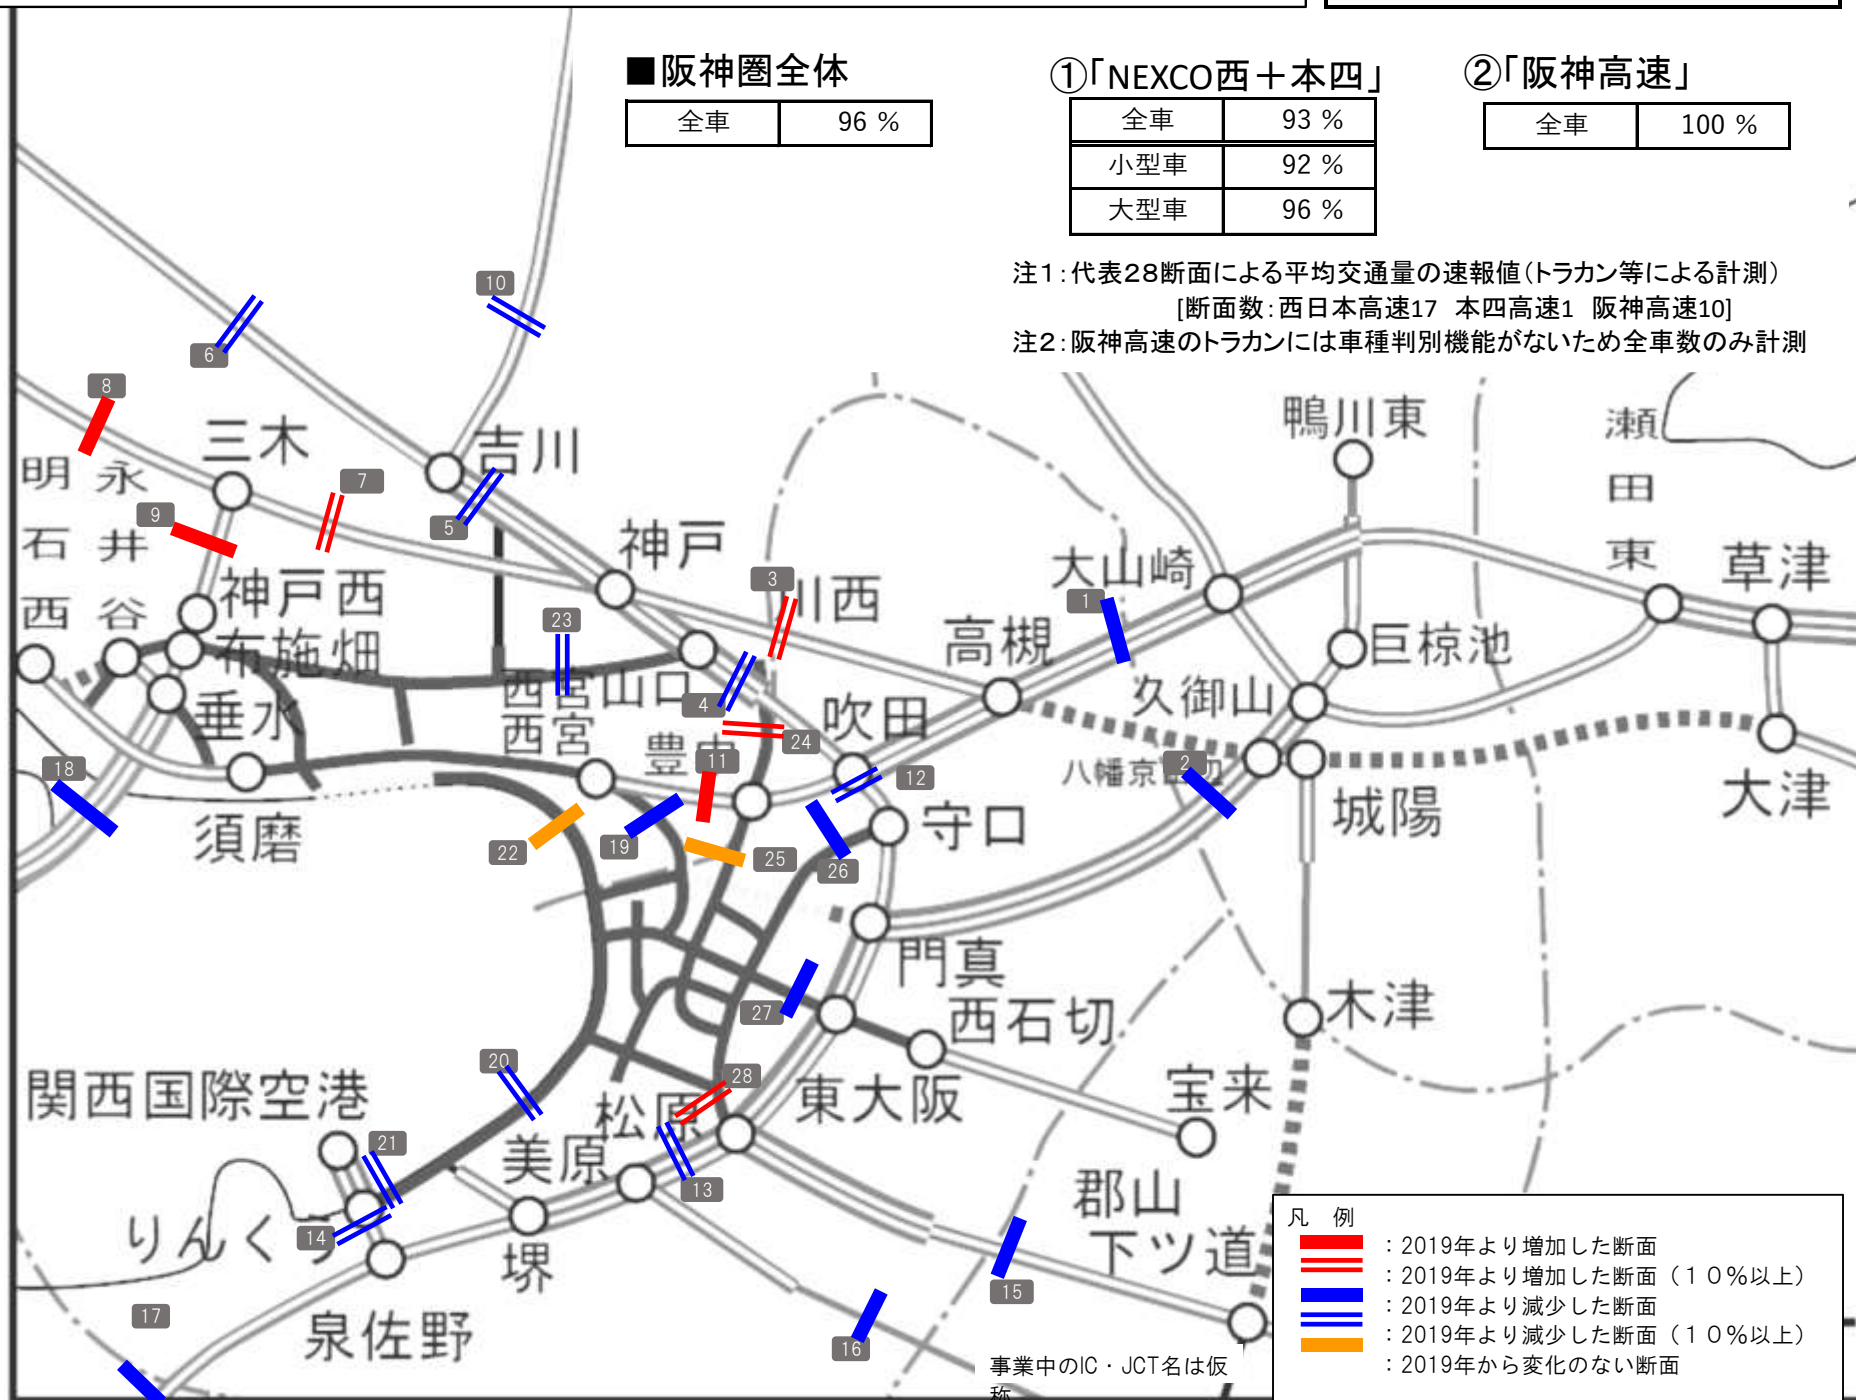 ■阪神圏全体
全車 96 %
①「NEXCO西＋本四」
全車 93 %
小型車 92 %
大型車 96 %
②「阪神高速」
全車 100 %
注１：代表２８断面による平均交通量の速報値（トラカン等による計測）
[断面数：西日本高速17 本四高速1 阪神高速10]
注２：阪神高速のトラカンには車種判別機能がないため全車数のみ計測
10
6
8
三木
吉川
鴨川東
瀬田東
明石西
永井谷
7
9
5
神戸
大山崎
草津
神戸西
3
川西
1
布施畑
23
高槻
巨椋池
西宮山口
4
久御山
垂水
西宮
24
吹田
豊中
11
12
18
2
八幡京田辺
大津
城陽
須磨
22
19
25
26
守口
門真
27
西石切
木津
関西国際空港
20
28
松原
東大阪
宝来
21
美原
13
郡山
14
りんくう
堺
下ツ道
15
17
泉佐野
16
事業中のIC・JCT名は仮
称
凡 例
：2019年より増加した断面
：2019年より増加した断面（１０％以上）
：2019年より減少した断面
：2019年より減少した断面（１０％以上）
：2019年から変化のない断面